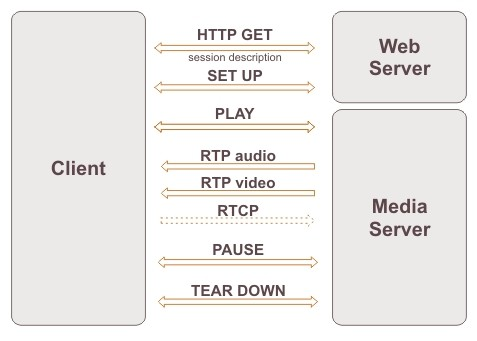 HTTP GET
session description
SET UP
PLAY
RTP audio
RTP video
RTCP
PAUSE
TEAR DOWN
Client
Web
Server
Media
Server